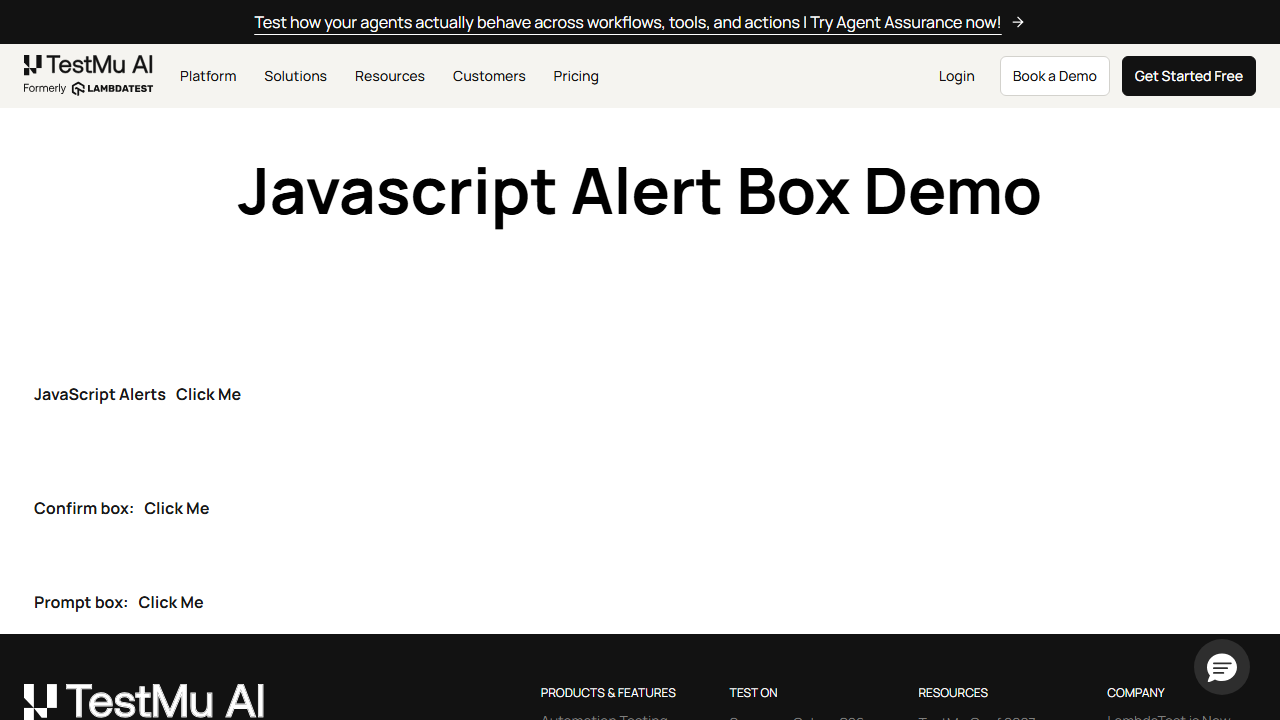 Test how your agents actually behave across workflows, tools, and actions | Try Agent Assurance now! →
TestMu AI
Formerly LAMBDATEST
Platform Solutions Resources Customers Pricing Login Book a Demo Get Started Free
Javascript Alert Box Demo
JavaScript Alerts Click Me
Confirm box: Click Me
Prompt box: Click Me
TestMu AI
PRODUCTS & FEATURES TEST ON RESOURCES COMPANY
Automation Testing